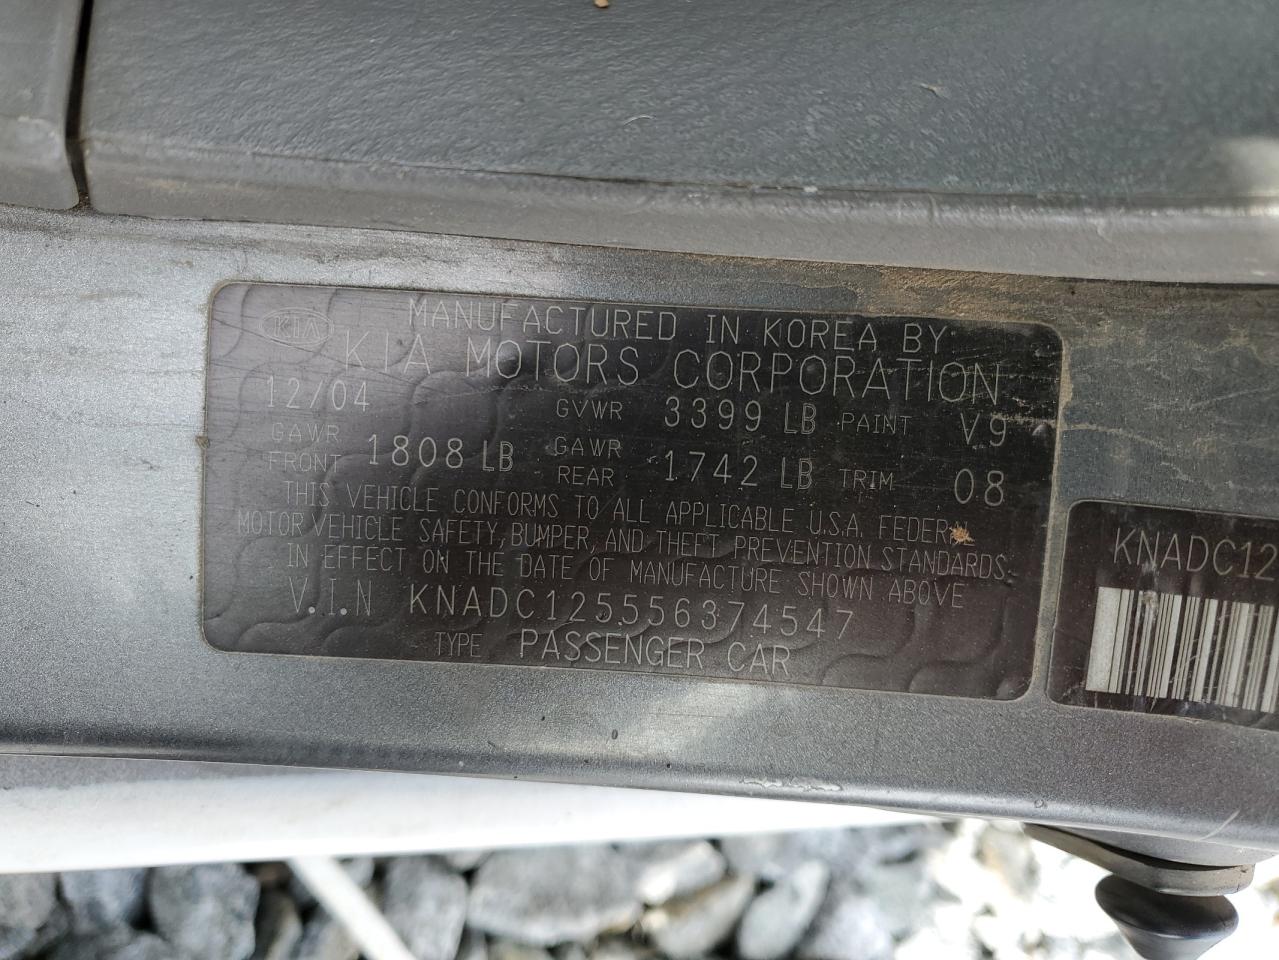 KIA
MANUFACTURED IN KOREA BY
KIA MOTORS CORPORATION
12/04 GVWR 3399 LB PAINT V9
GAWR FRONT 1808 LB GAWR REAR 1742 LB TRIM 08
THIS VEHICLE CONFORMS TO ALL APPLICABLE U.S.A. FEDERAL
MOTOR VEHICLE SAFETY, BUMPER, AND THEFT PREVENTION STANDARDS
IN EFFECT ON THE DATE OF MANUFACTURE SHOWN ABOVE
V.I.N KNADC125556374547
TYPE PASSENGER CAR
KNADC12